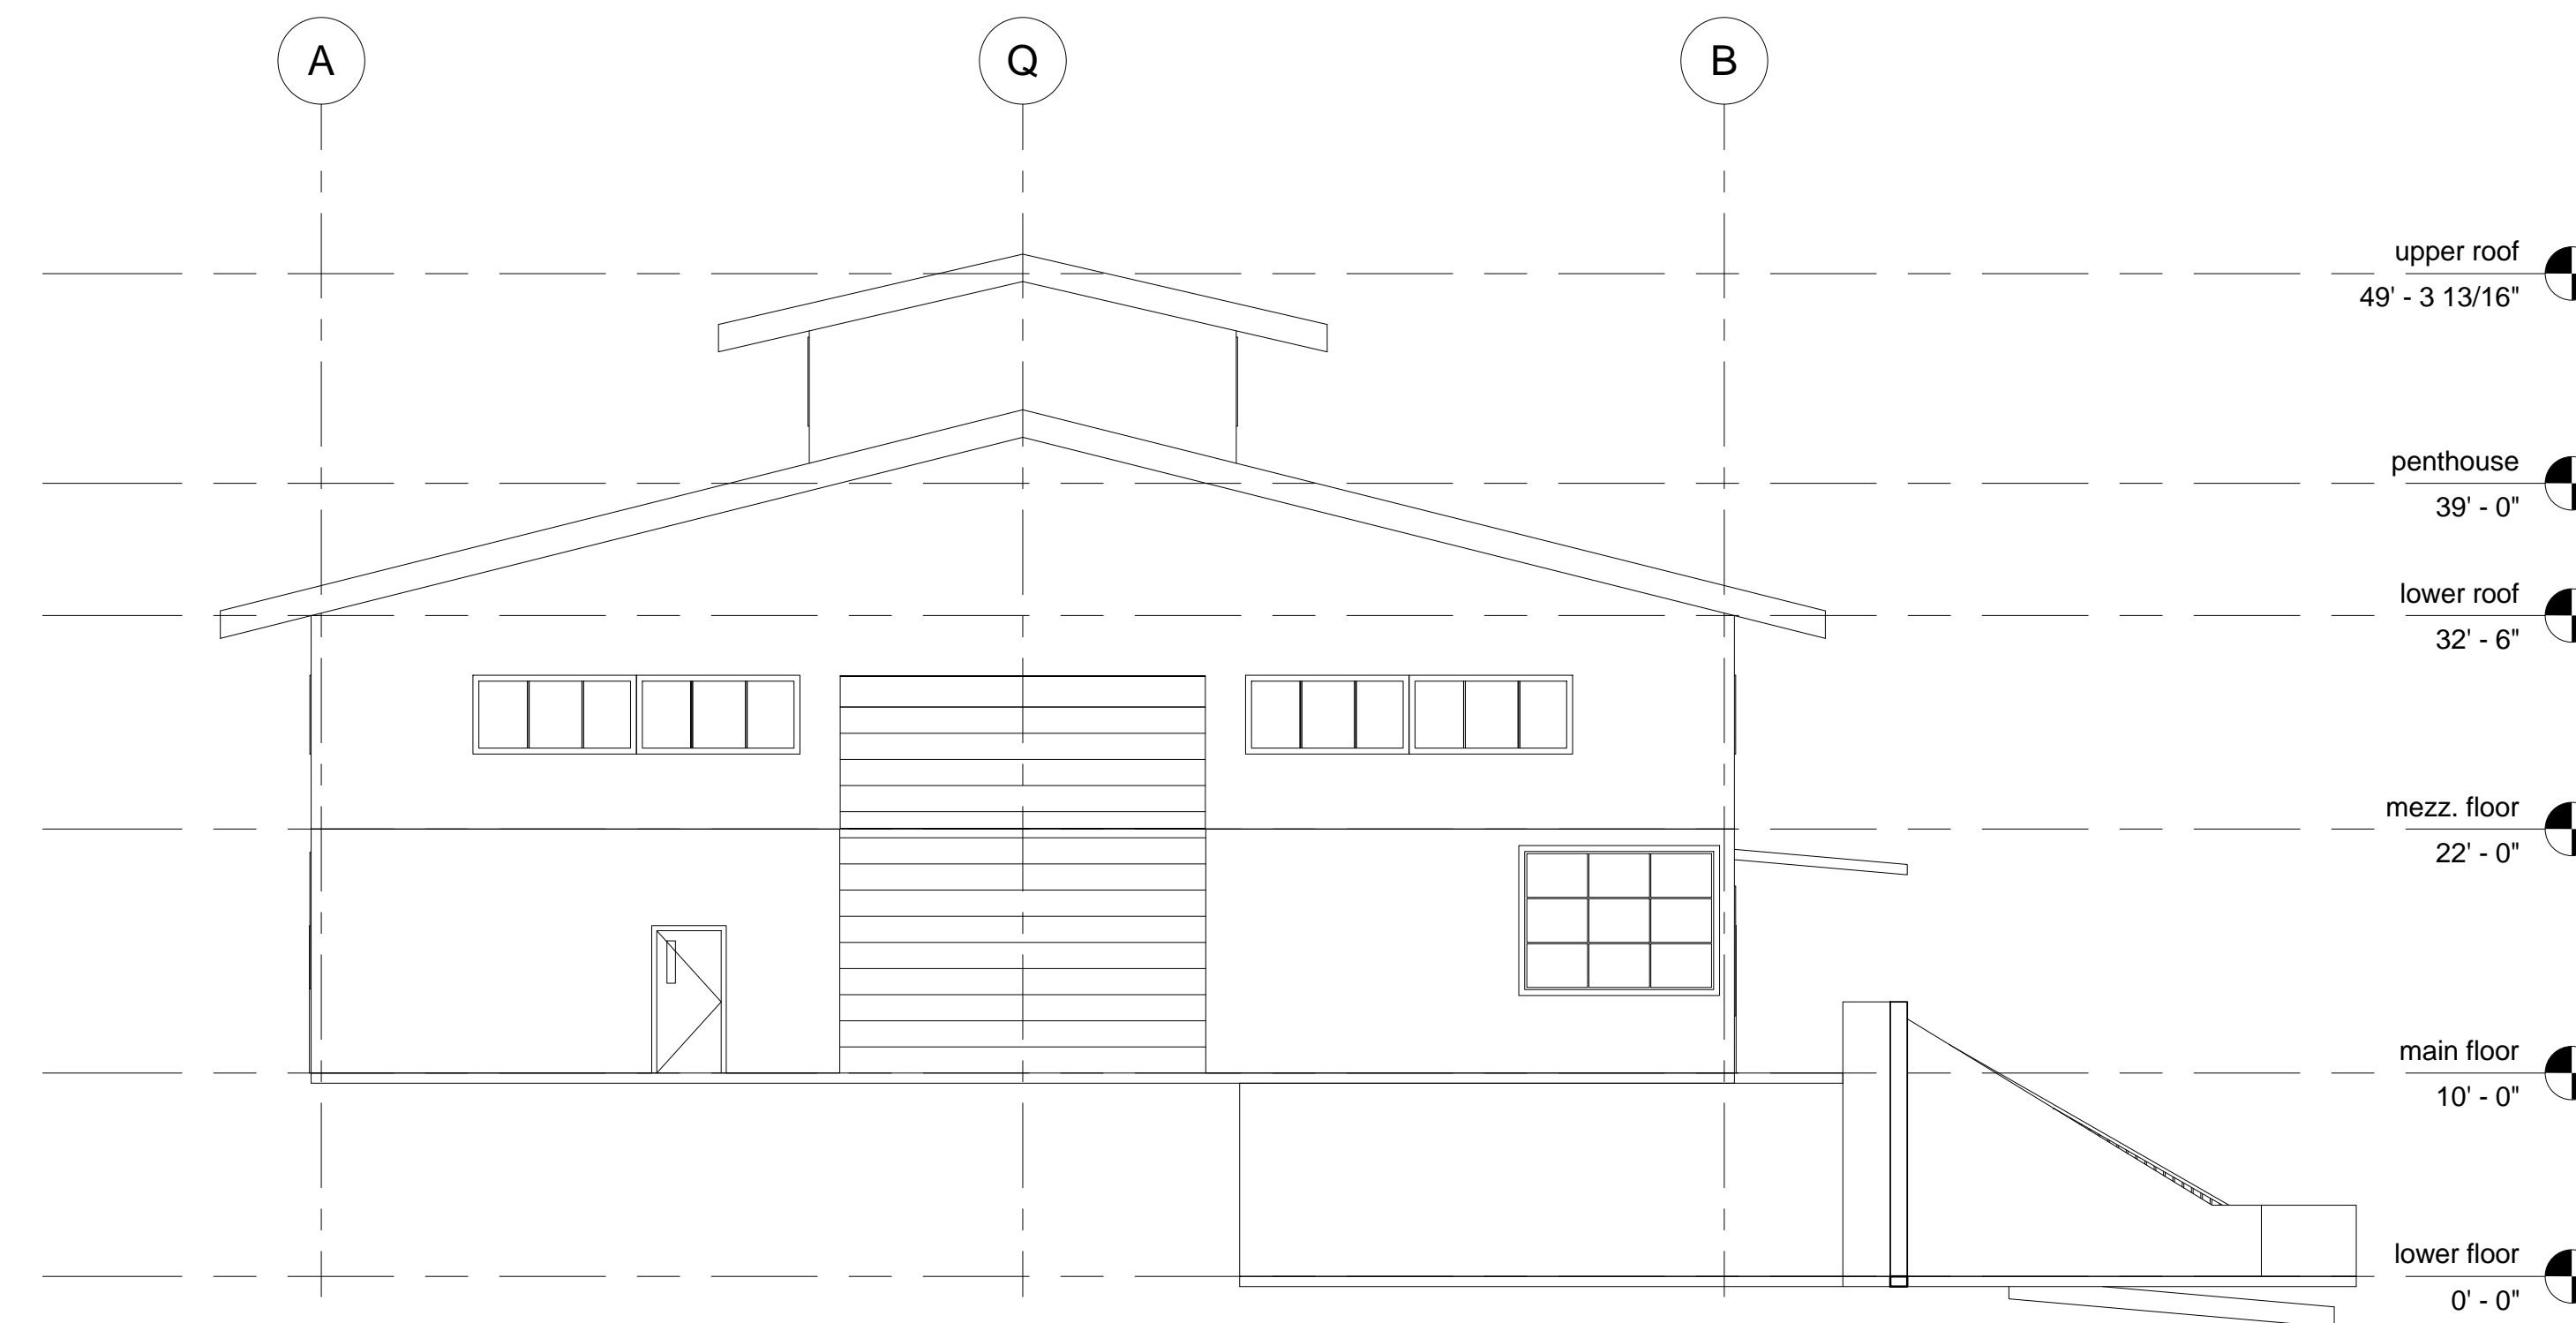 A
Q
B
upper roof
49' - 3 13/16"
penthouse
39' - 0"
lower roof
32' - 6"
mezz. floor
22' - 0"
main floor
10' - 0"
lower floor
0' - 0"